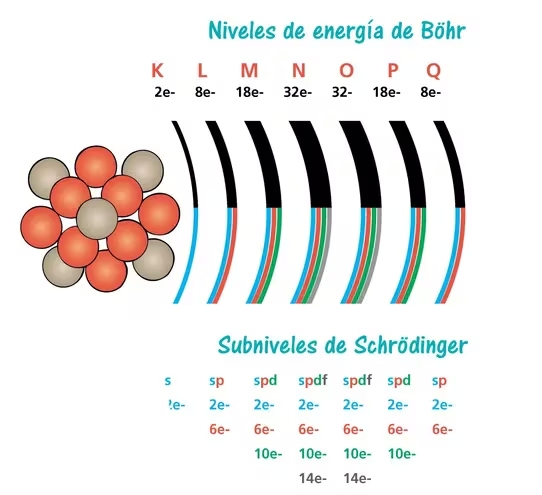 Niveles de energía de Böhr
K L M N O P Q
2e- 8e- 18e- 32e- 32- 18e- 8e-
Subniveles de Schrödinger
s sp spd spdf spdf spd sp
2e- 2e- 2e- 2e- 2e- 2e- 2e-
6e- 6e- 6e- 6e- 6e- 6e-
10e- 10e- 10e- 10e-
14e- 14e-